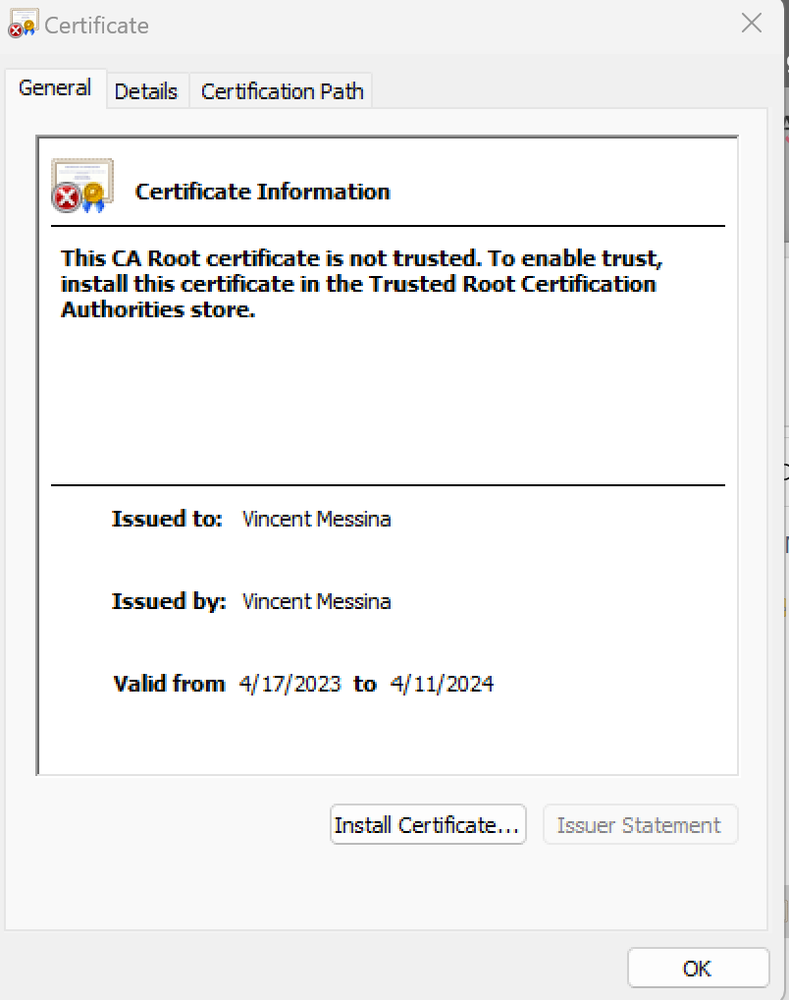 Certificate
General
Details
Certification Path
Certificate Information
This CA Root certificate is not trusted. To enable trust,
install this certificate in the Trusted Root Certification
Authorities store.
Issued to: Vincent Messina
Issued by: Vincent Messina
Valid from 4/17/2023 to 4/11/2024
Install Certificate...
Issuer Statement
OK